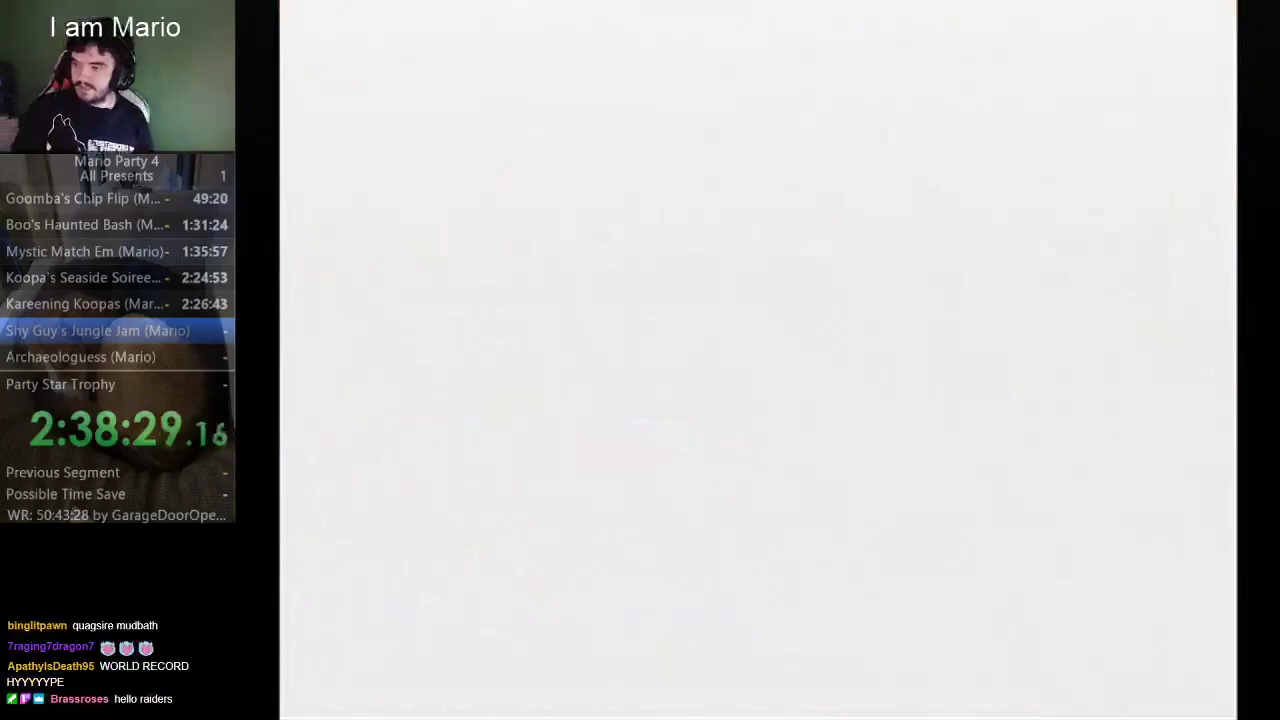 I am Mario
Mario Party 4
All Presents 1
Goomba's Chip Flip (M... - 49:20
Boo's Haunted Bash (M... - 1:31:24
Mystic Match Em (Mario) - 1:35:57
Koopa's Seaside Soiree... - 2:24:53
Kareening Koopas (Mar... - 2:26:43
Shy Guy's Jungle Jam (Mario) -
Archaeologuess (Mario) -
Party Star Trophy -
2:38:29.16
Previous Segment -
Possible Time Save -
WR: 50:43:28 by GarageDoorOpe...
binglitpawn quagsire mudbath
7raging7dragon7
ApathyIsDeath95 WORLD RECORD
HYYYYYPE
Brassroses hello raiders